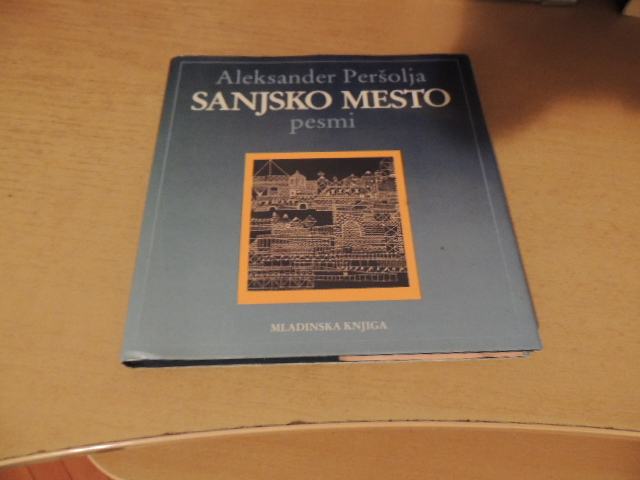 Aleksander Peršolja
SANJSKO MESTO
pesmi
MLADINSKA KNJIGA